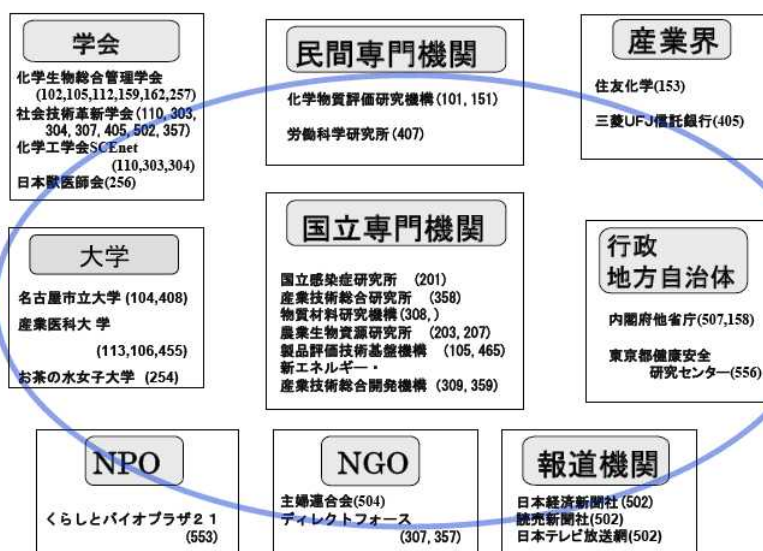 学会
化学生物総合管理学会
(102,105,112,159,162,257)
社会技術革新学会(110,303,
304,307,405,502,357)
化学工学会SCEnet
(110,303,304)
日本獣医師会(256)
民間専門機関
化学物質評価研究機構(101,151)
労働科学研究所(407)
産業界
住友化学(153)
三菱UFJ信託銀行(405)
大学
名古屋市立大学 (104,408)
産業医科大 学
(113,106,455)
お茶の水女子大学 (254)
国立専門機関
国立感染症研究所 (201)
産業技術総合研究所 (358)
物質材料研究機構(308,)
農業生物資源研究所 (203,207)
製品評価技術基盤機構 (105,465)
新エネルギー・
産業技術総合開発機構 (309,359)
行政
地方自治体
内閣府他省庁(507,158)
東京都健康安全
研究センター(556)
NPO
くらしとバイオプラザ21
(553)
NGO
主婦連合会(504)
ディレクトフォース
(307,357)
報道機関
日本経済新聞社(502)
読売新聞社(502)
日本テレビ放送網(502)